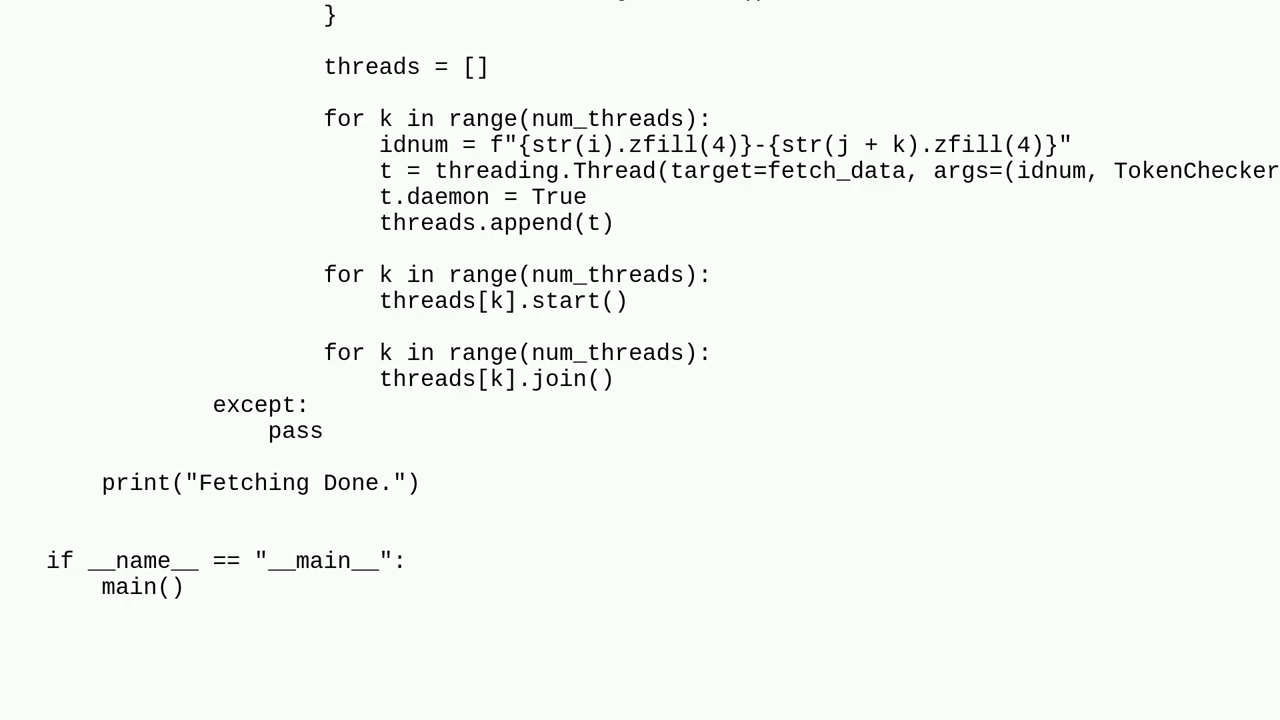 }
threads = []
for k in range(num_threads):
idnum = f"{str(i).zfill(4)}-{str(j + k).zfill(4)}"
t = threading.Thread(target=fetch_data, args=(idnum, TokenChecker
t.daemon = True
threads.append(t)
for k in range(num_threads):
threads[k].start()
for k in range(num_threads):
threads[k].join()
except:
pass
print("Fetching Done.")
if __name__ == "__main__":
main()